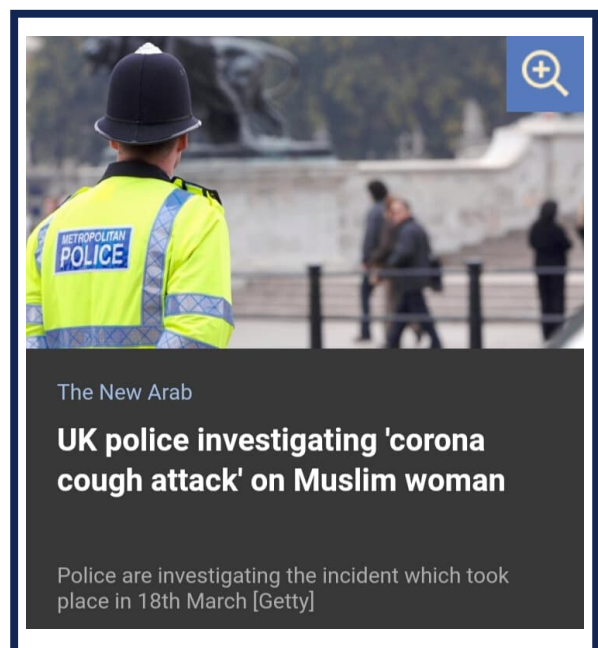 METROPOLITAN
POLICE
The New Arab
UK police investigating 'corona
cough attack' on Muslim woman
Police are investigating the incident which took
place in 18th March [Getty]